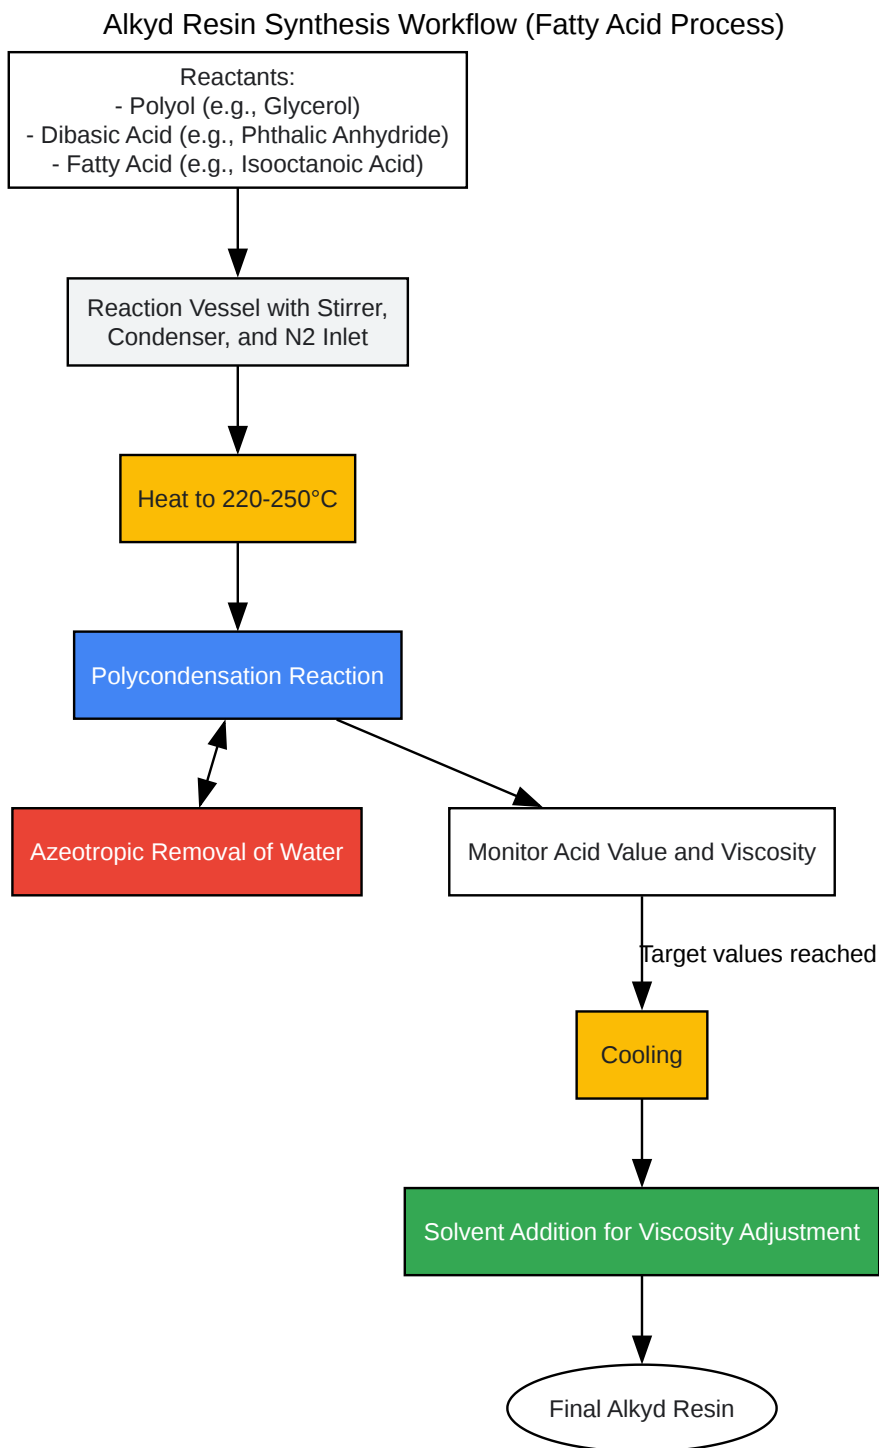 Alkyd Resin Synthesis Workflow (Fatty Acid Process)
Reactants:
- Polyol (e.g., Glycerol)
- Dibasic Acid (e.g., Phthalic Anhydride)
- Fatty Acid (e.g., Isooctanoic Acid)
Reaction Vessel with Stirrer,
Condenser, and N2 Inlet
Heat to 220-250°C
Polycondensation Reaction
Azeotropic Removal of Water
Monitor Acid Value and Viscosity
Target values reached
Cooling
Solvent Addition for Viscosity Adjustment
Final Alkyd Resin